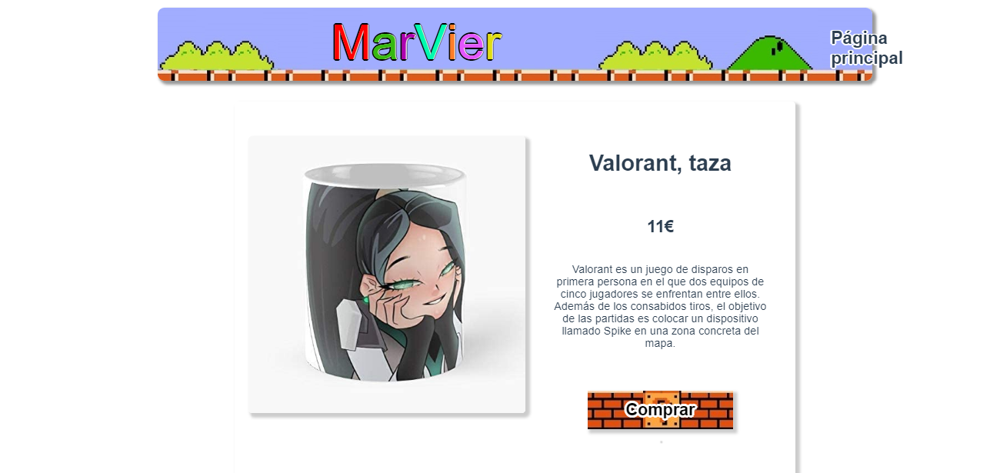 MarVier
Página
principal
Valorant, taza
11€
Valorant es un juego de disparos en
primera persona en el que dos equipos de
cinco jugadores se enfrentan entre ellos.
Además de los consabidos tiros, el objetivo
de las partidas es colocar un dispositivo
llamado Spike en una zona concreta del
mapa.
Comprar